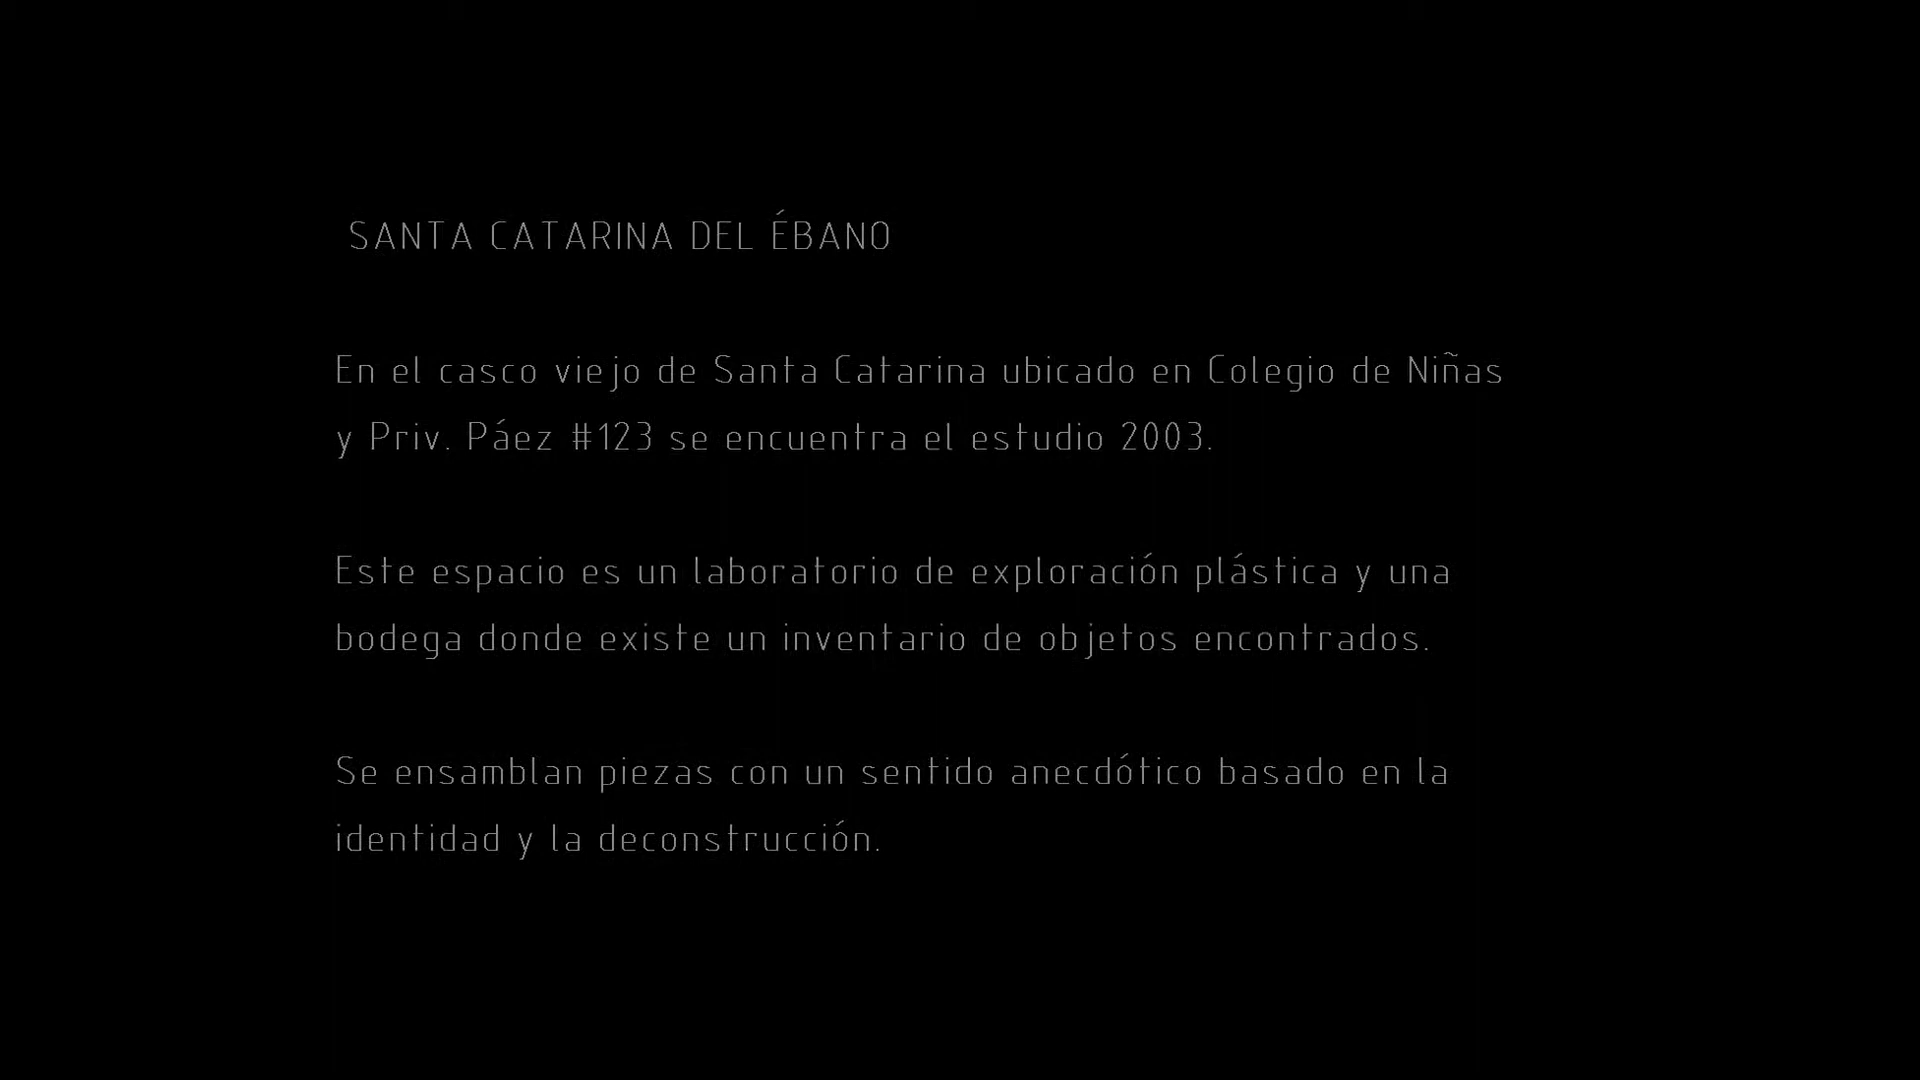 SANTA CATARINA DEL ÉBANO
En el casco viejo de Santa Catarina ubicado en Colegio de Niñas
y Priv. Páez #123 se encuentra el estudio 2003.
Este espacio es un laboratorio de exploración plástica y una
bodega donde existe un inventario de objetos encontrados.
Se ensamblan piezas con un sentido anecdótico basado en la
identidad y la deconstrucción.